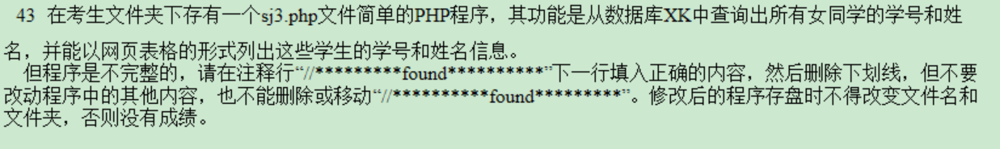 43 在考生文件夹下存有一个sj3.php文件简单的PHP程序，其功能是从数据库XK中查询出所有女同学的学号和姓
名，并能以网页表格的形式列出这些学生的学号和姓名信息。
但程序是不完整的，请在注释行“//*********found**********”下一行填入正确的内容，然后删除下划线，但不要
改动程序中的其他内容，也不能删除或移动“//**********found*********”。修改后的程序存盘时不得改变文件名和
文件夹，否则没有成绩。